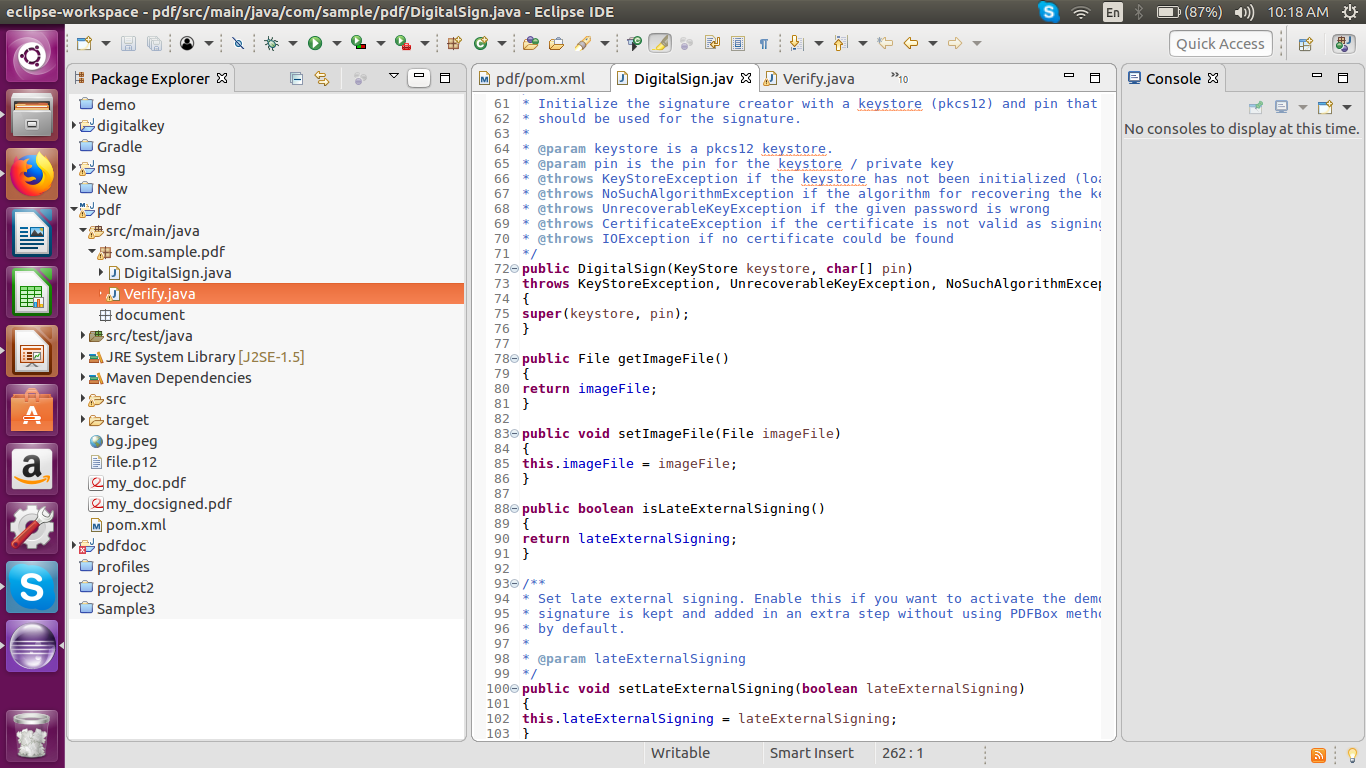 eclipse-workspace - pdf/src/main/java/com/sample/pdf/DigitalSign.java - Eclipse IDE
En
(87%)
10:18 AM
Quick Access
Package Explorer
demo
digitalkey
Gradle
msg
New
pdf
src/main/java
com.sample.pdf
DigitalSign.java
Verify.java
document
src/test/java
JRE System Library [J2SE-1.5]
Maven Dependencies
src
target
bg.jpeg
file.p12
my_doc.pdf
my_docsigned.pdf
pom.xml
pdfdoc
profiles
project2
Sample3
pdf/pom.xml
DigitalSign.jav
Verify.java
»10
61 * Initialize the signature creator with a keystore (pkcs12) and pin that
62 * should be used for the signature.
63 *
64 * @param keystore is a pkcs12 keystore.
65 * @param pin is the pin for the keystore / private key
66 * @throws KeyStoreException if the keystore has not been initialized (loa
67 * @throws NoSuchAlgorithmException if the algorithm for recovering the ke
68 * @throws UnrecoverableKeyException if the given password is wrong
69 * @throws CertificateException if the certificate is not valid as signing
70 * @throws IOException if no certificate could be found
71 */
72 public DigitalSign(KeyStore keystore, char[] pin)
73 throws KeyStoreException, UnrecoverableKeyException, NoSuchAlgorithmExcep
74 {
75 super(keystore, pin);
76 }
77
78 public File getImageFile()
79 {
80 return imageFile;
81 }
82
83 public void setImageFile(File imageFile)
84 {
85 this.imageFile = imageFile;
86 }
87
88 public boolean isLateExternalSigning()
89 {
90 return lateExternalSigning;
91 }
92
93 /**
94 * Set late external signing. Enable this if you want to activate the demo
95 * signature is kept and added in an extra step without using PDFBox metho
96 * by default.
97 *
98 * @param lateExternalSigning
99 */
100 public void setLateExternalSigning(boolean lateExternalSigning)
101 {
102 this.lateExternalSigning = lateExternalSigning;
103 }
Console
No consoles to display at this time.
Writable
Smart Insert
262 : 1